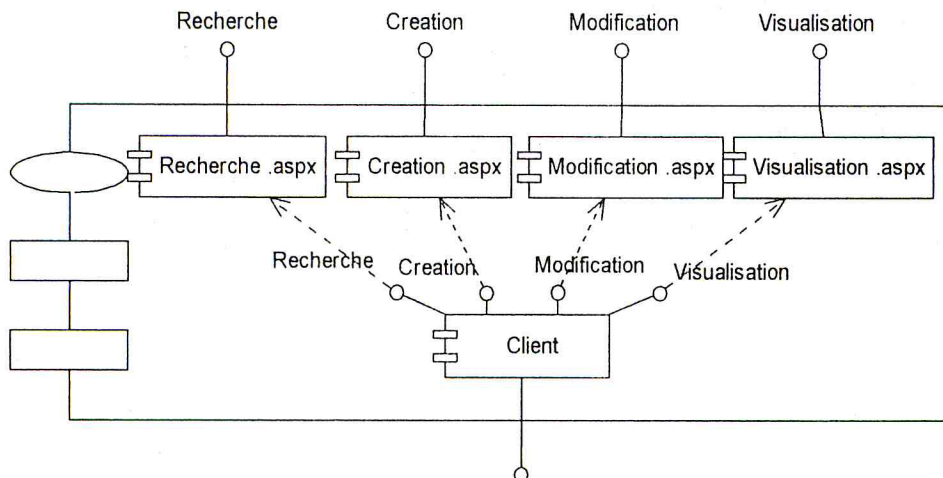 Recherche
Creation
Modification
Visualisation
Recherche .aspx
Creation .aspx
Modification .aspx
Visualisation .aspx
Recherche
Creation
Modification
Visualisation
Client